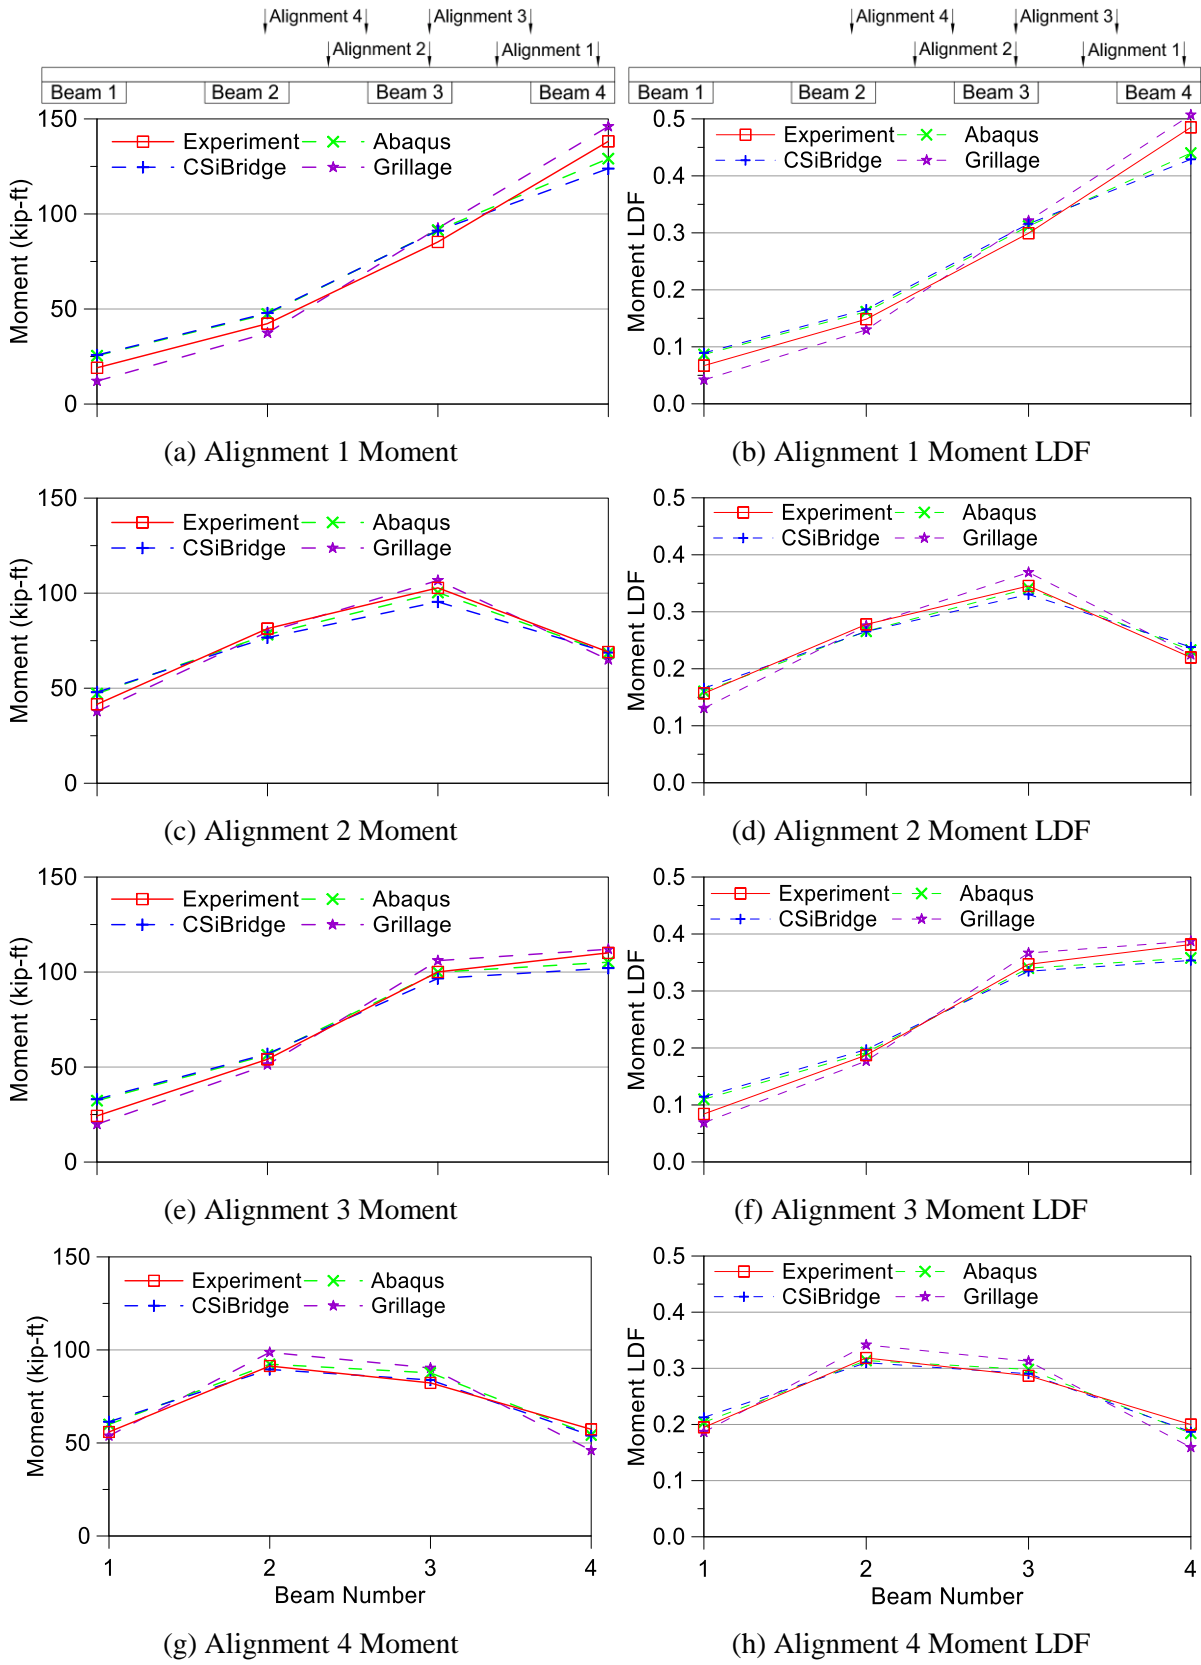 Alignment 4 Alignment 3 Alignment 4 Alignment 3
Alignment 2 Alignment 1 Alignment 2 Alignment 1
Beam 1 Beam 2 Beam 3 Beam 4 Beam 1 Beam 2 Beam 3 Beam 4
150
100
50
0
Moment (kip-ft)
Experiment Abaqus
CSiBridge Grillage
0.5
0.4
0.3
0.2
0.1
0.0
Moment LDF
Experiment Abaqus
CSiBridge Grillage
(a) Alignment 1 Moment
(b) Alignment 1 Moment LDF
150
100
50
0
Moment (kip-ft)
Experiment Abaqus
CSiBridge Grillage
0.5
0.4
0.3
0.2
0.1
0.0
Moment LDF
Experiment Abaqus
CSiBridge Grillage
(c) Alignment 2 Moment
(d) Alignment 2 Moment LDF
150
100
50
0
Moment (kip-ft)
Experiment Abaqus
CSiBridge Grillage
0.5
0.4
0.3
0.2
0.1
0.0
Moment LDF
Experiment Abaqus
CSiBridge Grillage
(e) Alignment 3 Moment
(f) Alignment 3 Moment LDF
150
100
50
0
Moment (kip-ft)
Experiment Abaqus
CSiBridge Grillage
1 2 3 4
Beam Number
0.5
0.4
0.3
0.2
0.1
0.0
Moment LDF
Experiment Abaqus
CSiBridge Grillage
1 2 3 4
Beam Number
(g) Alignment 4 Moment
(h) Alignment 4 Moment LDF